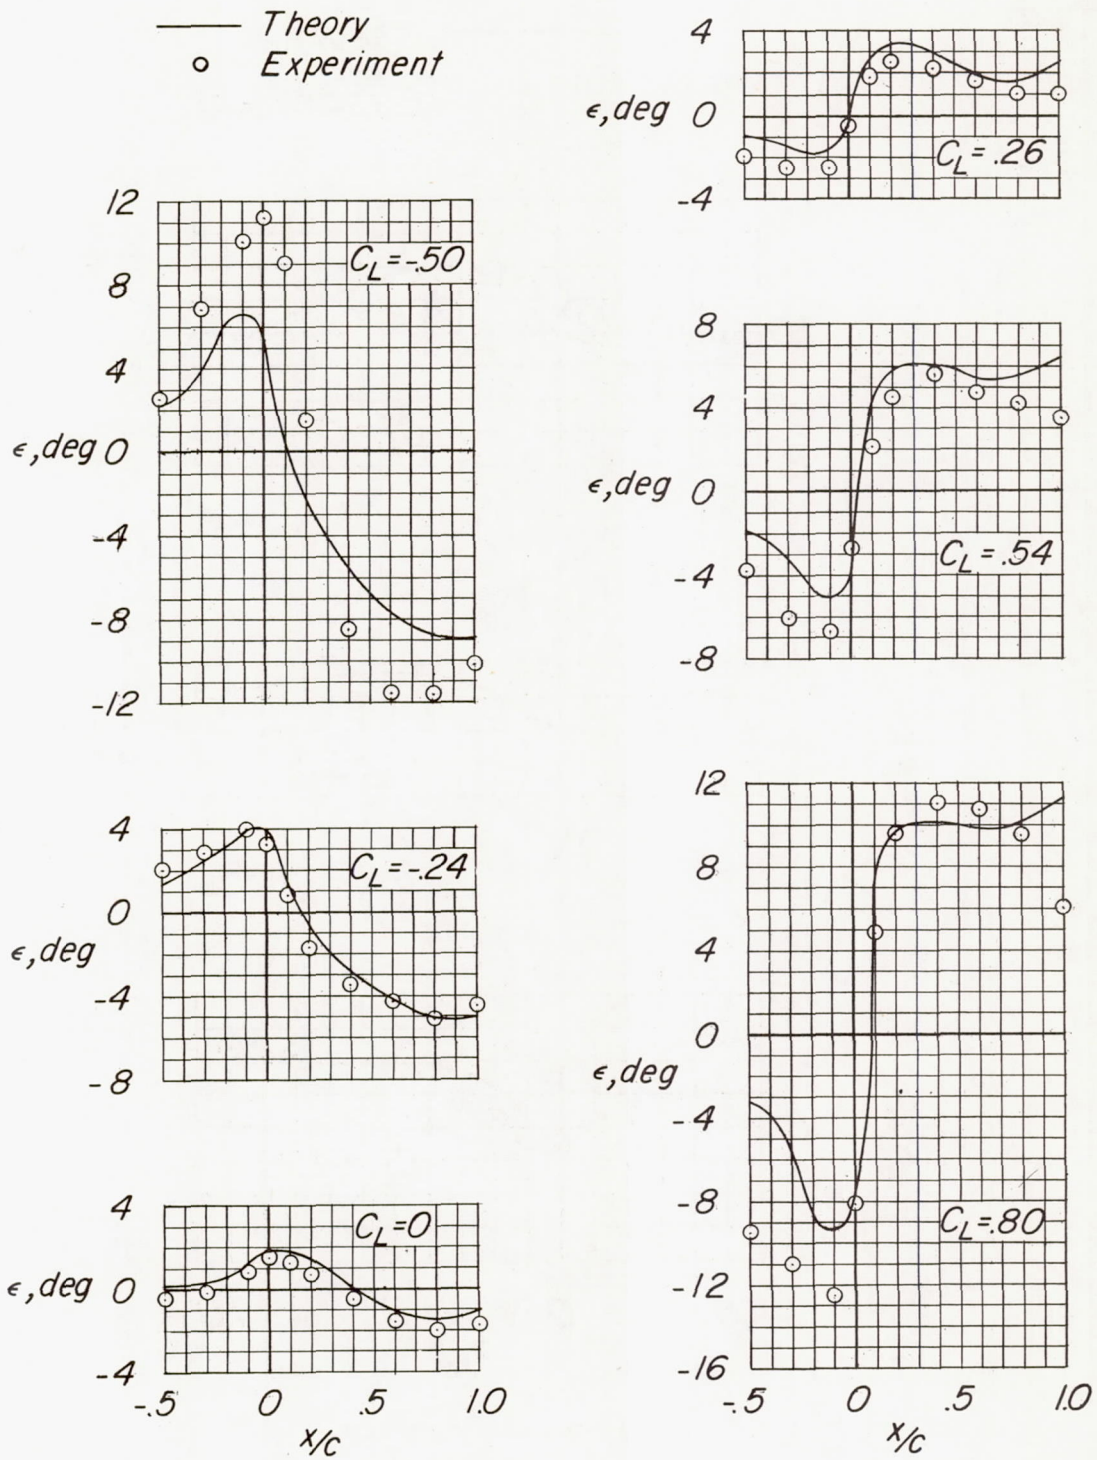 Theory
Experiment
12
8
4
ϵ,deg 0
-4
-8
-12
C_L=-.50
4
0
ϵ,deg
-4
-8
C_L=-.24
4
ϵ,deg 0
-4
C_L=0
-.5 0 .5 1.0
x/c
4
ϵ,deg 0
-4
C_L=.26
8
4
ϵ,deg 0
-4
-8
C_L=.54
12
8
4
0
ϵ,deg
-4
-8
-12
-16
C_L=.80
-.5 0 .5 1.0
x/c